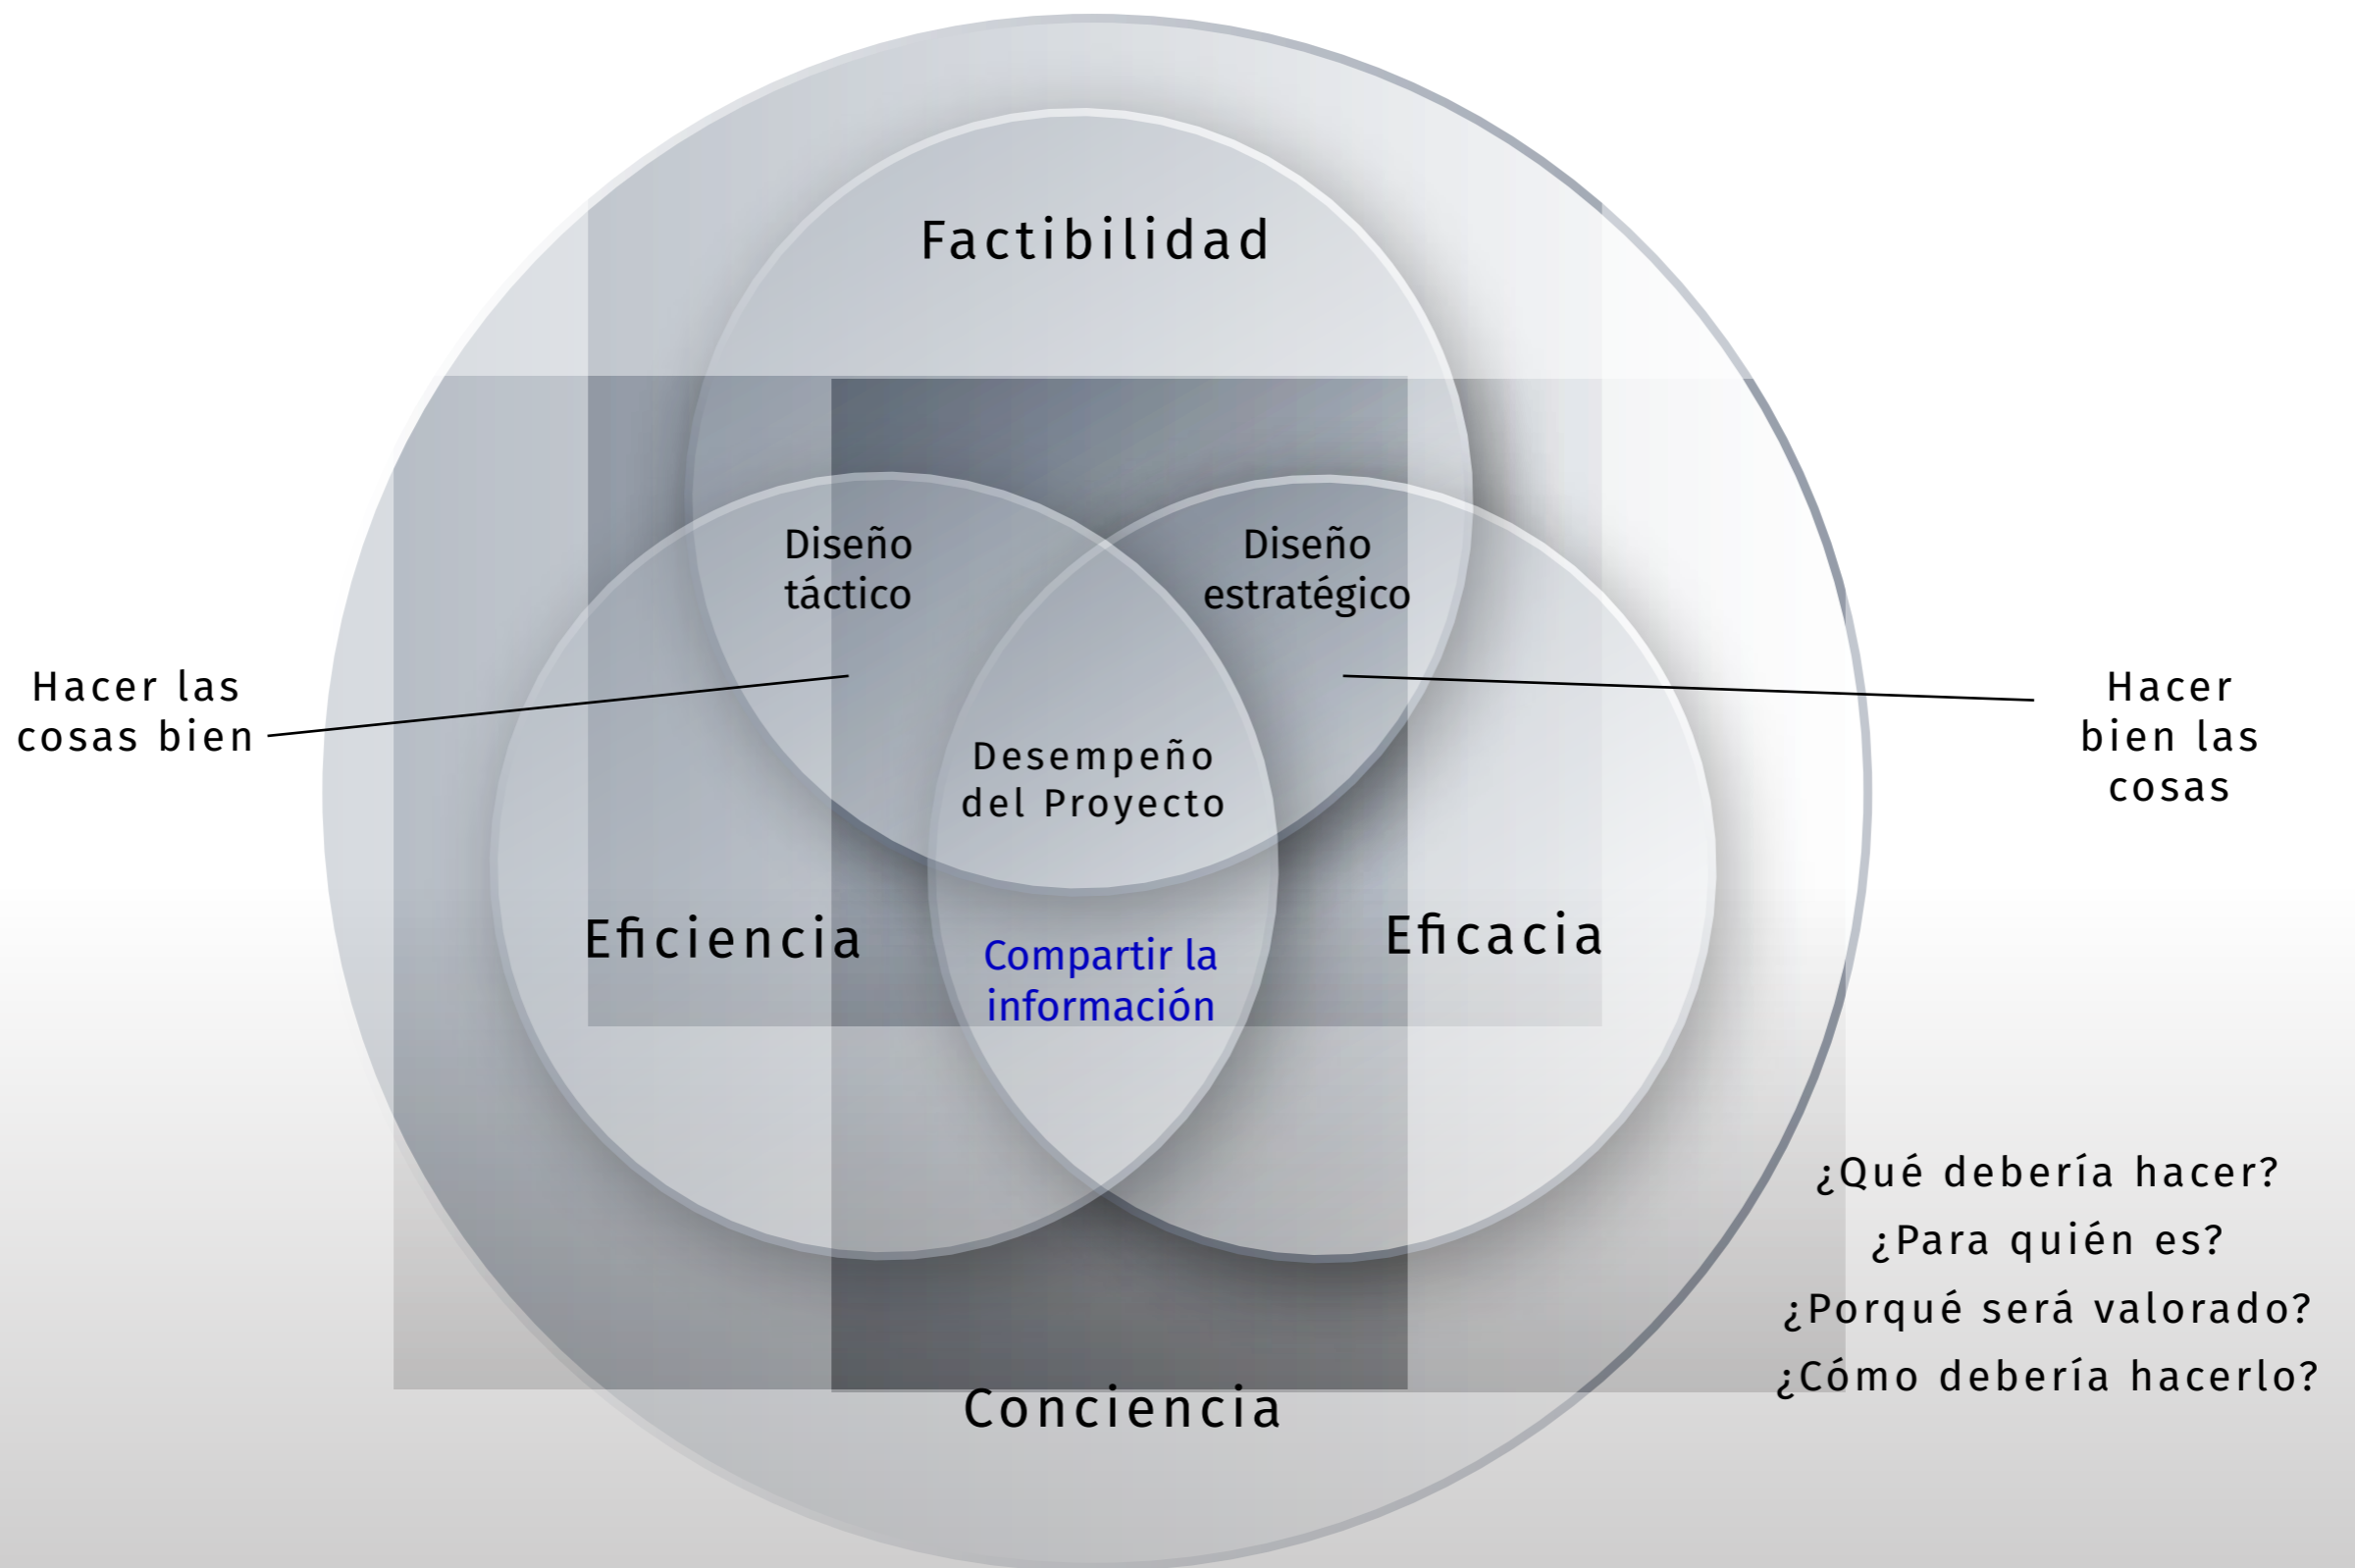 Factibilidad
Diseño
táctico
Diseño
estratégico
Hacer las
cosas bien
Hacer
bien las
cosas
Desempeño
del Proyecto
Eficiencia
Eficacia
Compartir la
información
¿Qué debería hacer?
¿Para quién es?
¿Porqué será valorado?
¿Cómo debería hacerlo?
Conciencia